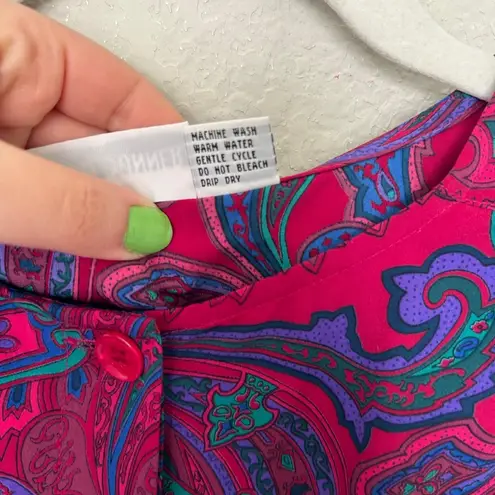 MACHINE WASH
WARM WATER
GENTLE CYCLE
DO NOT BLEACH
DRIP DRY